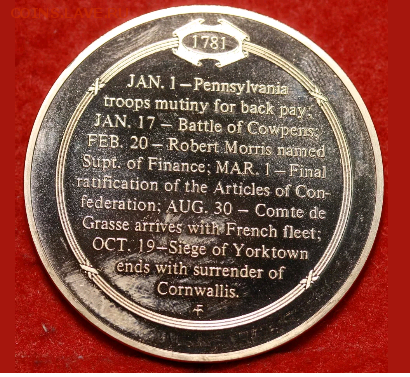 1781
JAN. 1—Pennsylvania
troops mutiny for back pay;
JAN. 17 — Battle of Cowpens;
FEB. 20 — Robert Morris named
Supt. of Finance; MAR. 1 — Final
ratification of the Articles of Con-
federation; AUG. 30 — Comte de
Grasse arrives with French fleet;
OCT. 19—Siege of Yorktown
ends with surrender of
Cornwallis.